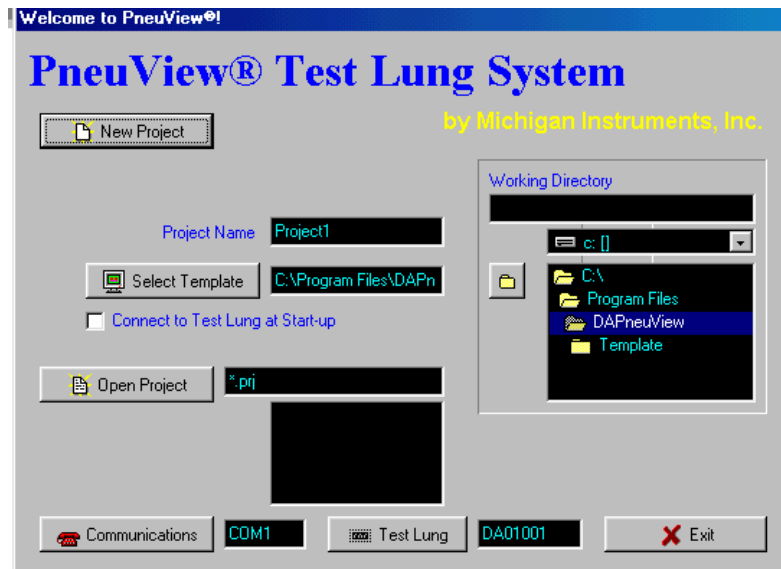 Welcome to PneuView®!
PneuView® Test Lung System
by Michigan Instruments, Inc.
New Project
Working Directory
Project Name
Project1
c: []
Select Template
C:\Program Files\DAPn
C:\
Program Files
DAPneuView
Template
Connect to Test Lung at Start-up
Open Project
*.prj
Communications
COM1
Test Lung
DA01001
Exit